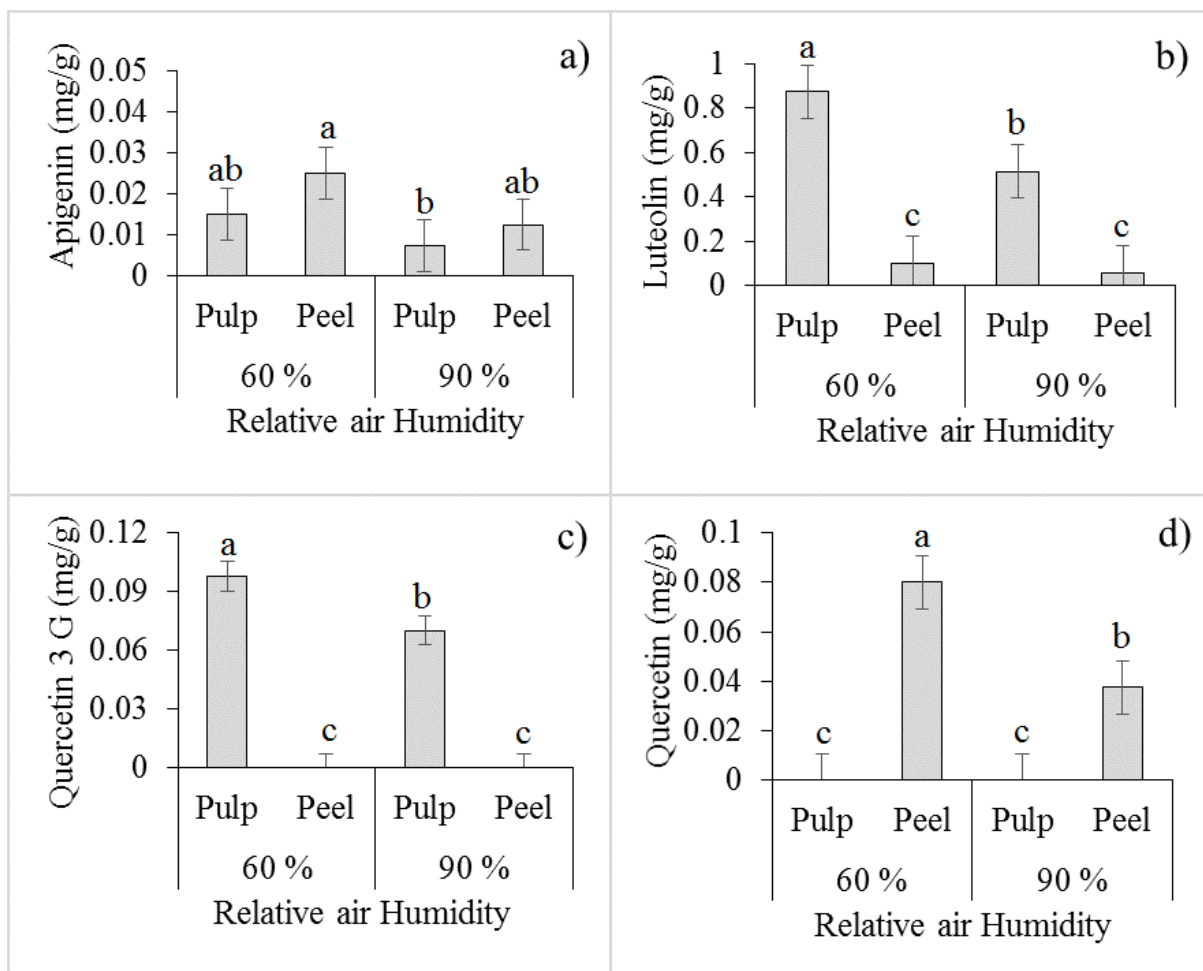 a)
Apigenin (mg/g)
0.05
0.04
0.03
0.02
0.01
0
ab
a
b
ab
Pulp Peel Pulp Peel
60 % 90 %
Relative air Humidity
b)
Luteolin (mg/g)
1
0.8
0.6
0.4
0.2
0
a
c
b
c
Pulp Peel Pulp Peel
60 % 90 %
Relative air Humidity
c)
Quercetin 3 G (mg/g)
0.12
0.09
0.06
0.03
0
a
c
b
c
Pulp Peel Pulp Peel
60 % 90 %
Relative air Humidity
d)
Quercetin (mg/g)
0.1
0.08
0.06
0.04
0.02
0
c
a
c
b
Pulp Peel Pulp Peel
60 % 90 %
Relative air Humidity